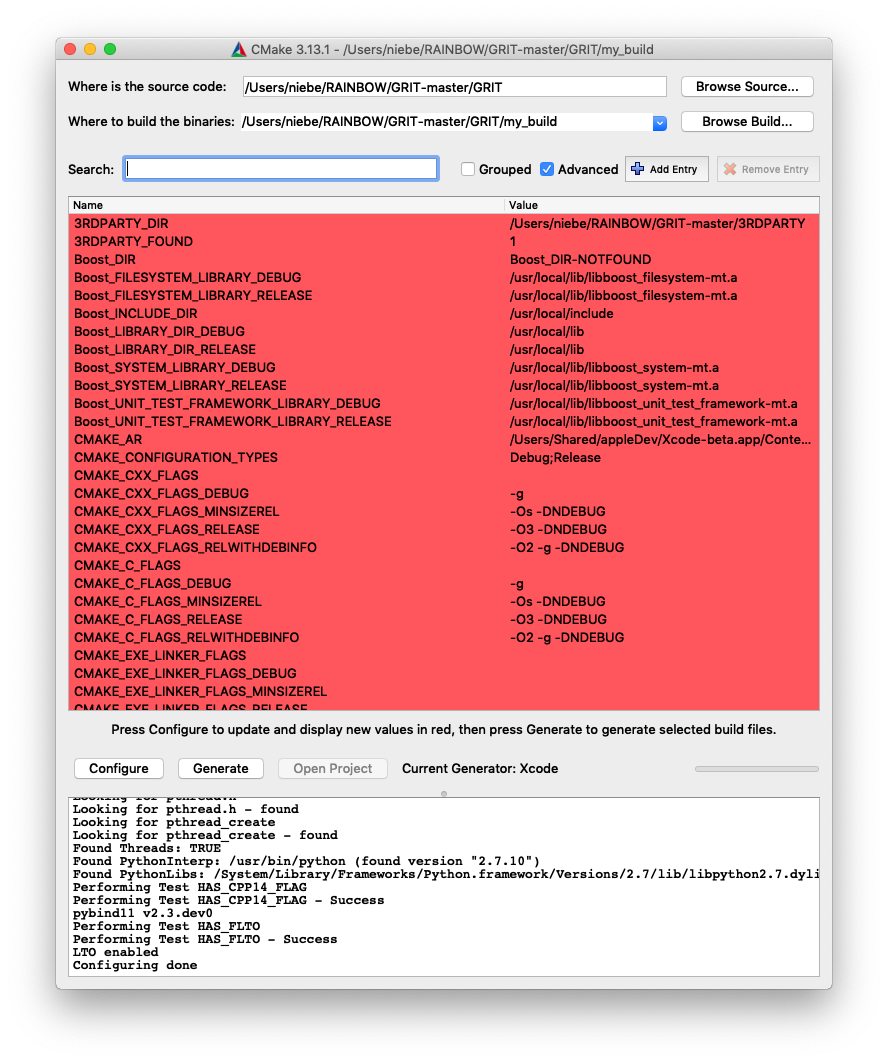 CMake 3.13.1 - /Users/niebe/RAINBOW/GRIT-master/GRIT/my_build
Where is the source code: /Users/niebe/RAINBOW/GRIT-master/GRIT Browse Source...
Where to build the binaries: /Users/niebe/RAINBOW/GRIT-master/GRIT/my_build Browse Build...
Search: Grouped Advanced Add Entry Remove Entry
Name Value
3RDPARTY_DIR /Users/niebe/RAINBOW/GRIT-master/3RDPARTY
3RDPARTY_FOUND 1
Boost_DIR Boost_DIR-NOTFOUND
Boost_FILESYSTEM_LIBRARY_DEBUG /usr/local/lib/libboost_filesystem-mt.a
Boost_FILESYSTEM_LIBRARY_RELEASE /usr/local/lib/libboost_filesystem-mt.a
Boost_INCLUDE_DIR /usr/local/include
Boost_LIBRARY_DIR_DEBUG /usr/local/lib
Boost_LIBRARY_DIR_RELEASE /usr/local/lib
Boost_SYSTEM_LIBRARY_DEBUG /usr/local/lib/libboost_system-mt.a
Boost_SYSTEM_LIBRARY_RELEASE /usr/local/lib/libboost_system-mt.a
Boost_UNIT_TEST_FRAMEWORK_LIBRARY_DEBUG /usr/local/lib/libboost_unit_test_framework-mt.a
Boost_UNIT_TEST_FRAMEWORK_LIBRARY_RELEASE /usr/local/lib/libboost_unit_test_framework-mt.a
CMAKE_AR /Users/Shared/appleDev/Xcode-beta.app/Conte...
CMAKE_CONFIGURATION_TYPES Debug;Release
CMAKE_CXX_FLAGS
CMAKE_CXX_FLAGS_DEBUG -g
CMAKE_CXX_FLAGS_MINSIZEREL -Os -DNDEBUG
CMAKE_CXX_FLAGS_RELEASE -O3 -DNDEBUG
CMAKE_CXX_FLAGS_RELWITHDEBINFO -O2 -g -DNDEBUG
CMAKE_C_FLAGS
CMAKE_C_FLAGS_DEBUG -g
CMAKE_C_FLAGS_MINSIZEREL -Os -DNDEBUG
CMAKE_C_FLAGS_RELEASE -O3 -DNDEBUG
CMAKE_C_FLAGS_RELWITHDEBINFO -O2 -g -DNDEBUG
CMAKE_EXE_LINKER_FLAGS
CMAKE_EXE_LINKER_FLAGS_DEBUG
CMAKE_EXE_LINKER_FLAGS_MINSIZEREL
CMAKE_EXE_LINKER_FLAGS_RELEASE
Press Configure to update and display new values in red, then press Generate to generate selected build files.
Configure Generate Open Project Current Generator: Xcode
Looking for pthread.h
Looking for pthread.h - found
Looking for pthread_create
Looking for pthread_create - found
Found Threads: TRUE
Found PythonInterp: /usr/bin/python (found version "2.7.10")
Found PythonLibs: /System/Library/Frameworks/Python.framework/Versions/2.7/lib/libpython2.7.dyli
Performing Test HAS_CPP14_FLAG
Performing Test HAS_CPP14_FLAG - Success
pybind11 v2.3.dev0
Performing Test HAS_FLTO
Performing Test HAS_FLTO - Success
LTO enabled
Configuring done